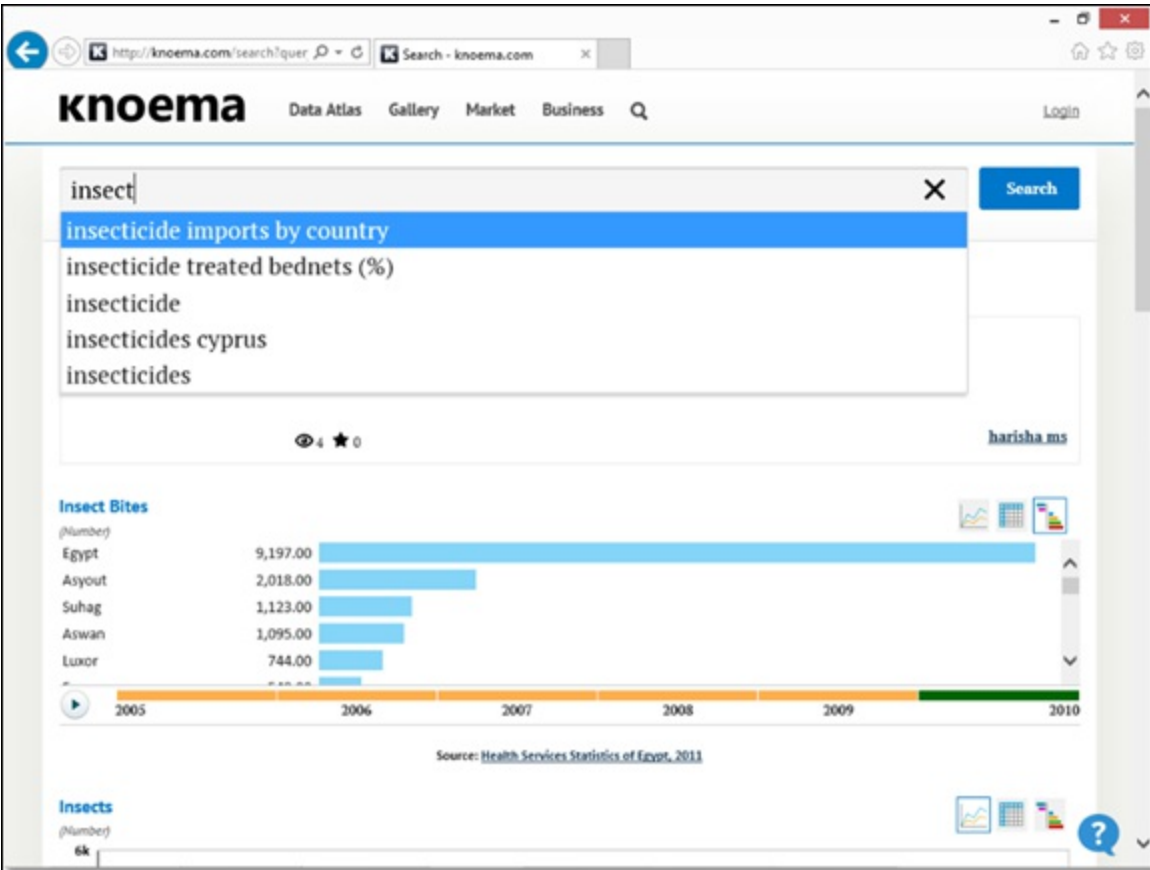 http://knoema.com/search?quer
Search - knoema.com
knoema
Data Atlas Gallery Market Business
Login
insect
Search
insecticide imports by country
insecticide treated bednets (%)
insecticide
insecticides cyprus
insecticides
4 0
harisha ms
Insect Bites
(Number)
Egypt 9,197.00
Asyout 2,018.00
Suhag 1,123.00
Aswan 1,095.00
Luxor 744.00
2005 2006 2007 2008 2009 2010
Source: Health Services Statistics of Egypt, 2011
Insects
(Number)
6k
?